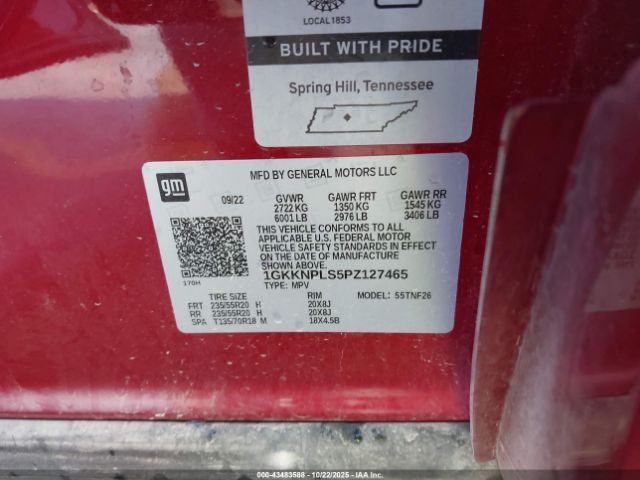 LOCAL 1853
BUILT WITH PRIDE
Spring Hill, Tennessee
gm
MFD BY GENERAL MOTORS LLC
09/22 GVWR GAWR FRT GAWR RR
2722 KG 1350 KG 1545 KG
6001 LB 2976 LB 3406 LB
THIS VEHICLE CONFORMS TO ALL
APPLICABLE U.S. FEDERAL MOTOR
VEHICLE SAFETY STANDARDS IN EFFECT
ON THE DATE OF MANUFACTURE SHOWN ABOVE
1GKKNPLS5PZ127465
170H
TYPE: MPV MODEL: 55TNF26
TIRE SIZE RIM
FRT 235/55R20 H 20X8J
RR 235/55R20 H 20X8J
SPA T135/70R18 M 18X4.5B
00-43483588 - 10/22/2025 - © IAA, Inc.